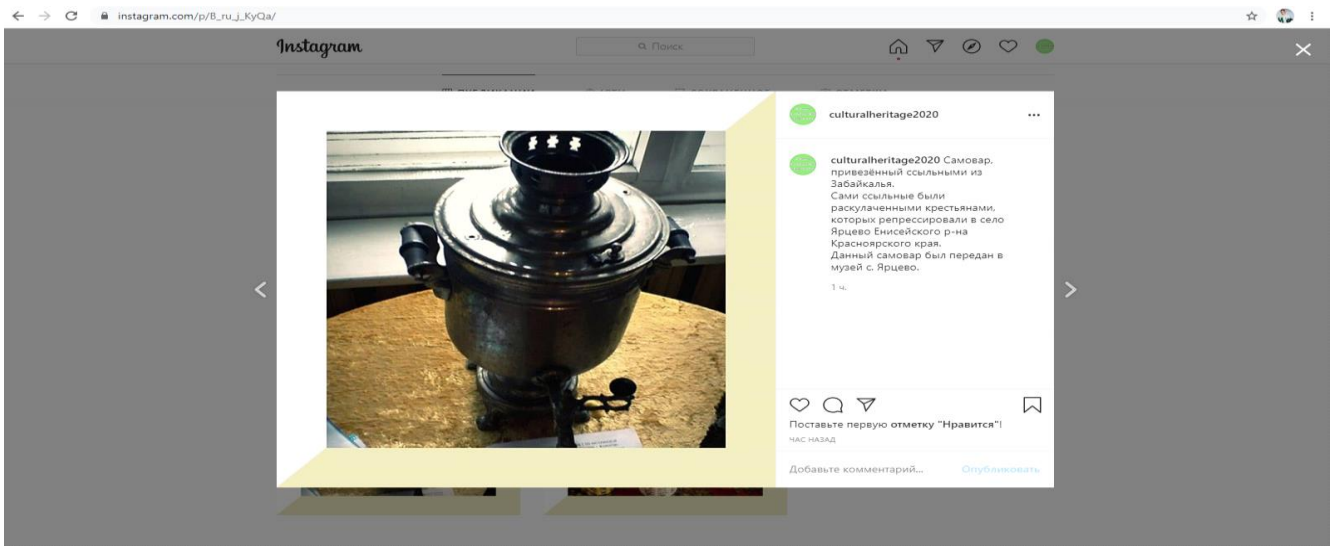 instagram.com/p/B_ru_j_KyQa/
Instagram
Поиск
culturalheritage2020
culturalheritage2020 Самовар,
привезённый ссыльными из
Забайкалья.
Сами ссыльные были
раскулаченными крестьянами,
которых репрессировали в село
Ярцево Енисейского р-на
Красноярского края.
Данный самовар был передан в
музей с. Ярцево.
1 ч.
Поставьте первую отметку "Нравится"!
ЧАС НАЗАД
Добавьте комментарий...
Опубликовать